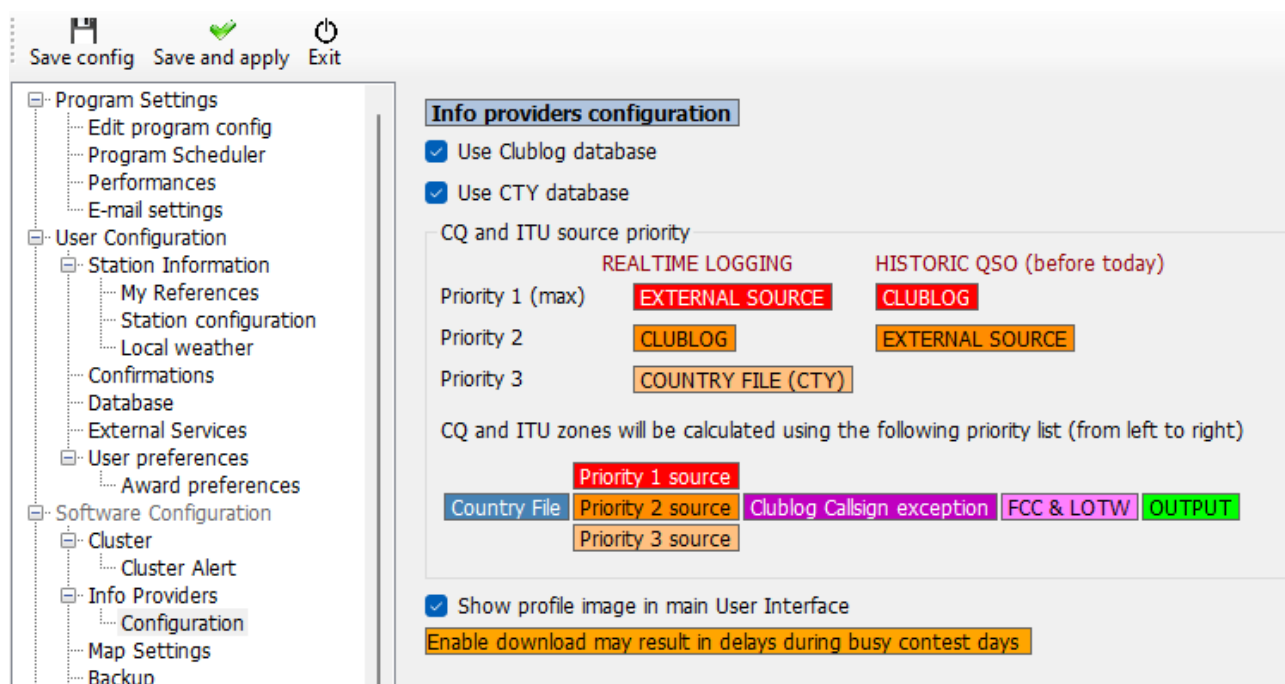 Save config Save and apply Exit
Program Settings
Edit program config
Program Scheduler
Performances
E-mail settings
User Configuration
Station Information
My References
Station configuration
Local weather
Confirmations
Database
External Services
User preferences
Award preferences
Software Configuration
Cluster
Cluster Alert
Info Providers
Configuration
Map Settings
Backup
Info providers configuration
Use Clublog database
Use CTY database
CQ and ITU source priority
REALTIME LOGGING HISTORIC QSO (before today)
Priority 1 (max) EXTERNAL SOURCE CLUBLOG
Priority 2 CLUBLOG EXTERNAL SOURCE
Priority 3 COUNTRY FILE (CTY)
CQ and ITU zones will be calculated using the following priority list (from left to right)
Priority 1 source
Country File Priority 2 source Clublog Callsign exception FCC & LOTW OUTPUT
Priority 3 source
Show profile image in main User Interface
Enable download may result in delays during busy contest days